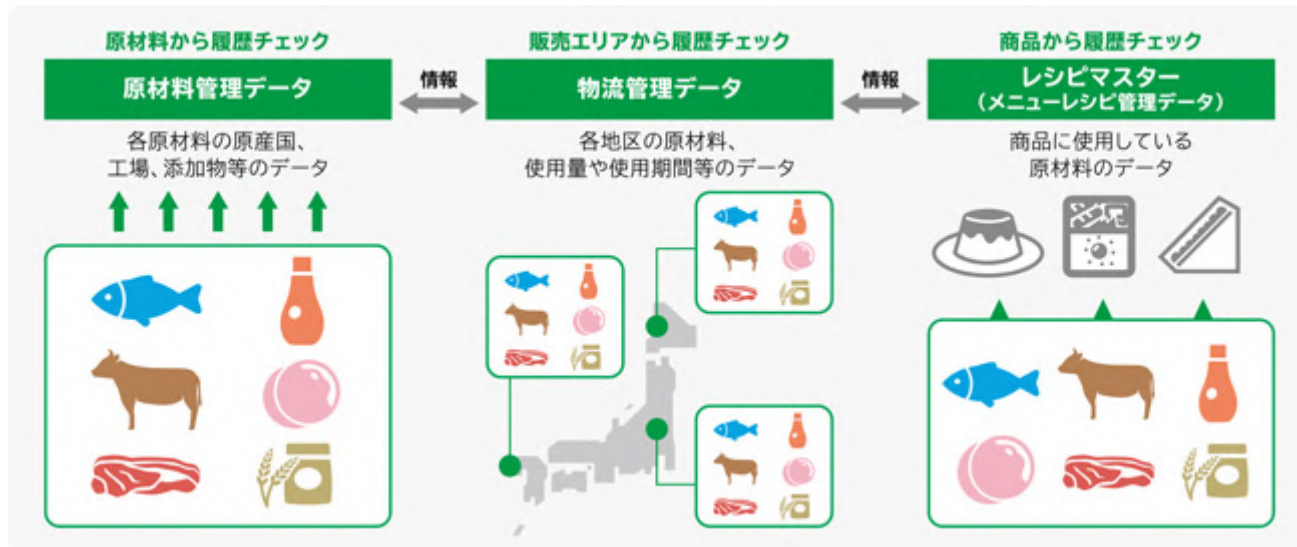 原材料から履歴チェック
原材料管理データ
各原材料の原産国、
工場、添加物等のデータ
情報
販売エリアから履歴チェック
物流管理データ
各地区の原材料、
使用量や使用期間等のデータ
情報
商品から履歴チェック
レシピマスター
（メニューレシピ管理データ）
商品に使用している
原材料のデータ